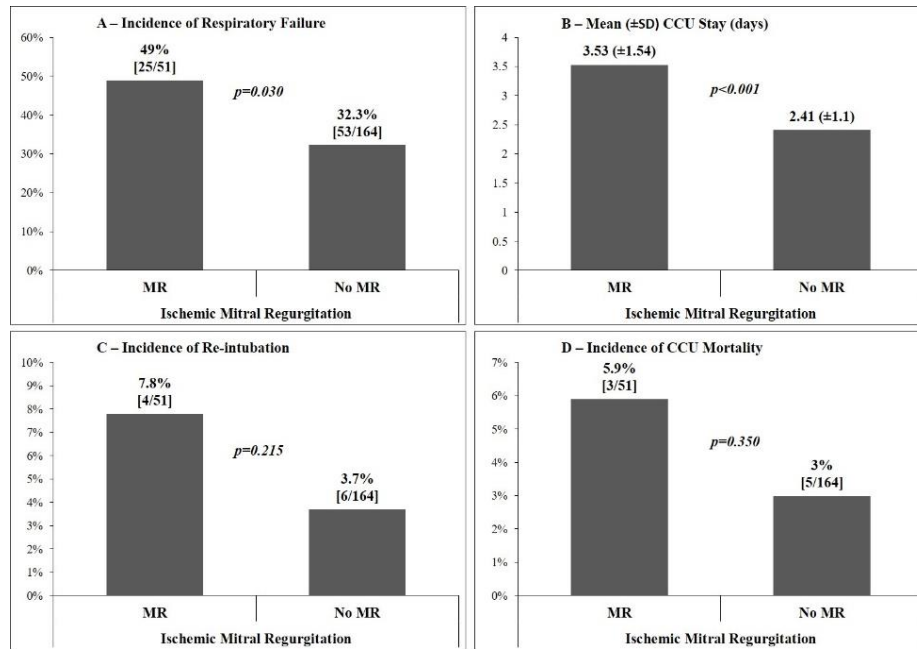 A – Incidence of Respiratory Failure
60%
50%
40%
30%
20%
10%
0%
49%
[25/51]
p=0.030
32.3%
[53/164]
MR
No MR
Ischemic Mitral Regurgitation
B – Mean (±SD) CCU Stay (days)
4
3.5
3
2.5
2
1.5
1
0.5
0
3.53 (±1.54)
p<0.001
2.41 (±1.1)
MR
No MR
Ischemic Mitral Regurgitation
C – Incidence of Re-intubation
10%
9%
8%
7%
6%
5%
4%
3%
2%
1%
0%
7.8%
[4/51]
p=0.215
3.7%
[6/164]
MR
No MR
Ischemic Mitral Regurgitation
D – Incidence of CCU Mortality
7%
6%
5%
4%
3%
2%
1%
0%
5.9%
[3/51]
p=0.350
3%
[5/164]
MR
No MR
Ischemic Mitral Regurgitation